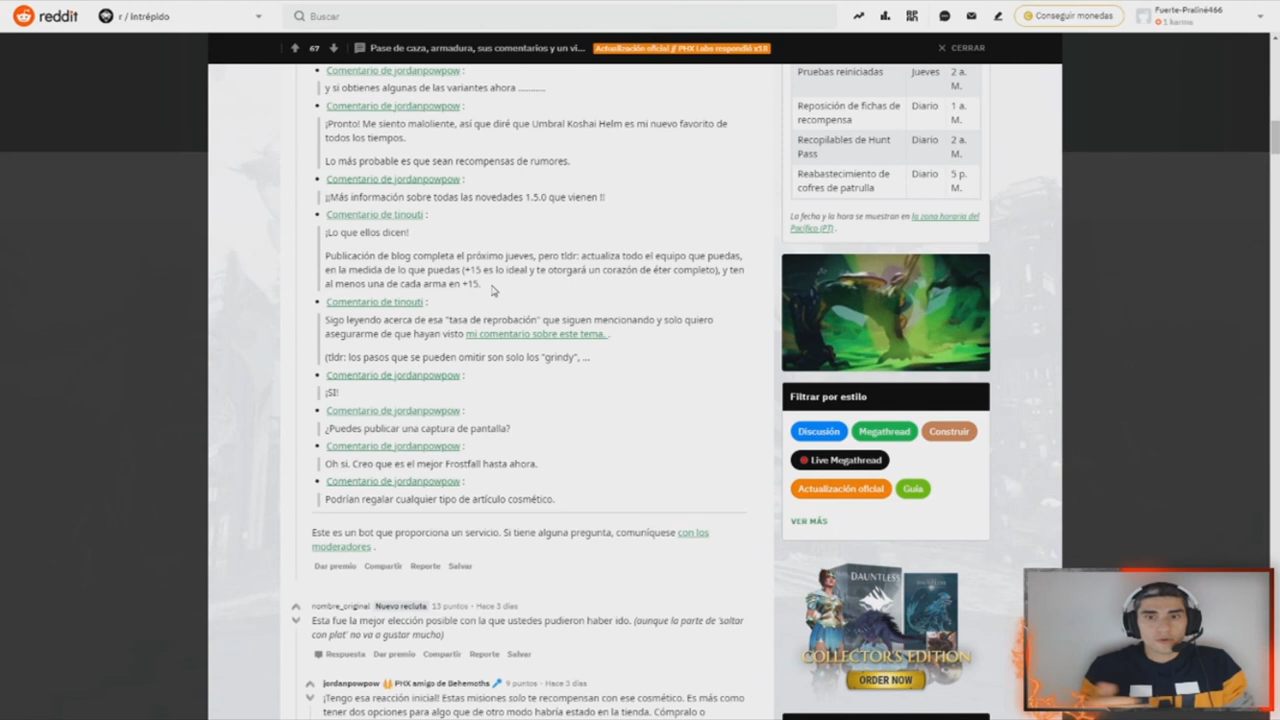 reddit
r / Intrépido
Buscar
Conseguir monedas
Fuerte-Praliné466
1 karma
67
Pase de caza, armadura, sus comentarios y un vi...
Actualización oficial // PHX Labs respondió x18
CERRAR
Comentario de jordanpowpow :
y si obtienes algunas de las variantes ahora ..........
Comentario de jordanpowpow :
¡Pronto! Me siento maloliente, así que diré que Umbral Koshai Helm es mi nuevo favorito de
todos los tiempos.
Lo más probable es que sean recompensas de rumores.
Comentario de jordanpowpow :
¡¡Más información sobre todas las novedades 1.5.0 que vienen !!
Comentario de tinouti :
¡Lo que ellos dicen!
Publicación de blog completa el próximo jueves, pero tldr: actualiza todo el equipo que puedas,
en la medida de lo que puedas (+15 es lo ideal y te otorgará un corazón de éter completo), y ten
al menos una de cada arma en +15.
Comentario de tinouti :
Sigo leyendo acerca de esa "tasa de reprobación" que siguen mencionando y solo quiero
asegurarme de que hayan visto mi comentario sobre este tema. .
(tldr: los pasos que se pueden omitir son solo los "grindy", ...
Comentario de jordanpowpow :
¡SI!
Comentario de jordanpowpow :
¿Puedes publicar una captura de pantalla?
Comentario de jordanpowpow :
Oh si. Creo que es el mejor Frostfall hasta ahora.
Comentario de jordanpowpow :
Podrían regalar cualquier tipo de artículo cosmético.
Este es un bot que proporciona un servicio. Si tiene alguna pregunta, comuníquese con los
moderadores .
Dar premio Compartir Reporte Salvar
nombre_original Nuevo recluta 13 puntos · Hace 3 días
Esta fue la mejor elección posible con la que ustedes pudieron haber ido. (aunque la parte de 'saltar
con plat' no va a gustar mucho)
Respuesta Dar premio Compartir Reporte Salvar
jordanpowpow PHX amigo de Behemoths 9 puntos · Hace 3 días
¡Tengo esa reacción inicial! Estas misiones solo te recompensan con ese cosmético. Es más como
tener dos opciones para algo que de otro modo habría estado en la tienda. Cómpralo o
Pruebas reiniciadas Jueves 2 a.
M.
Reposición de fichas de Diario 1 a.
recompensa M.
Recopilables de Hunt Diario 2 a.
Pass M.
Reabastecimiento de Diario 5 p.
cofres de patrulla M.
La fecha y la hora se muestran en la zona horaria del
Pacífico (PT) .
Filtrar por estilo
Discusión Megathread Construir
Live Megathread
Actualización oficial Guía
VER MÁS
DAUNTLESS
COLLECTOR'S EDITION
ORDER NOW